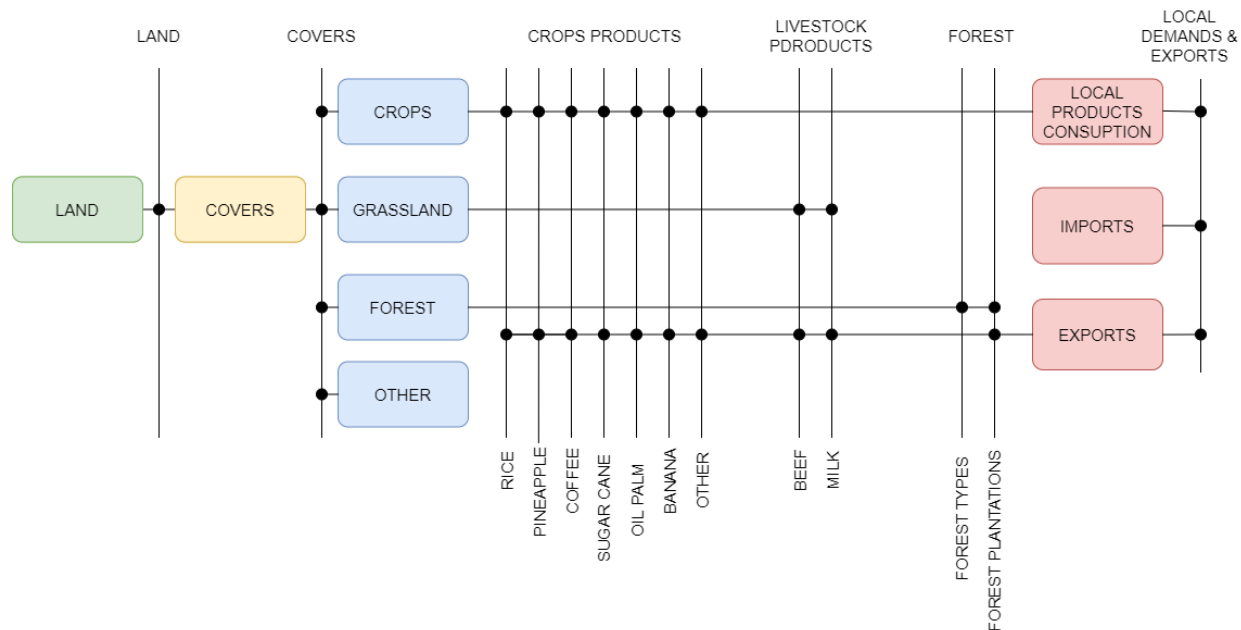 LAND
COVERS
CROPS PRODUCTS
LIVESTOCK
PDRODUCTS
FOREST
LOCAL
DEMANDS &
EXPORTS
CROPS
LOCAL
PRODUCTS
CONSUPTION
LAND
COVERS
GRASSLAND
IMPORTS
FOREST
EXPORTS
OTHER
RICE
PINEAPPLE
COFFEE
SUGAR CANE
OIL PALM
BANANA
OTHER
BEEF
MILK
FOREST TYPES
FOREST PLANTATIONS